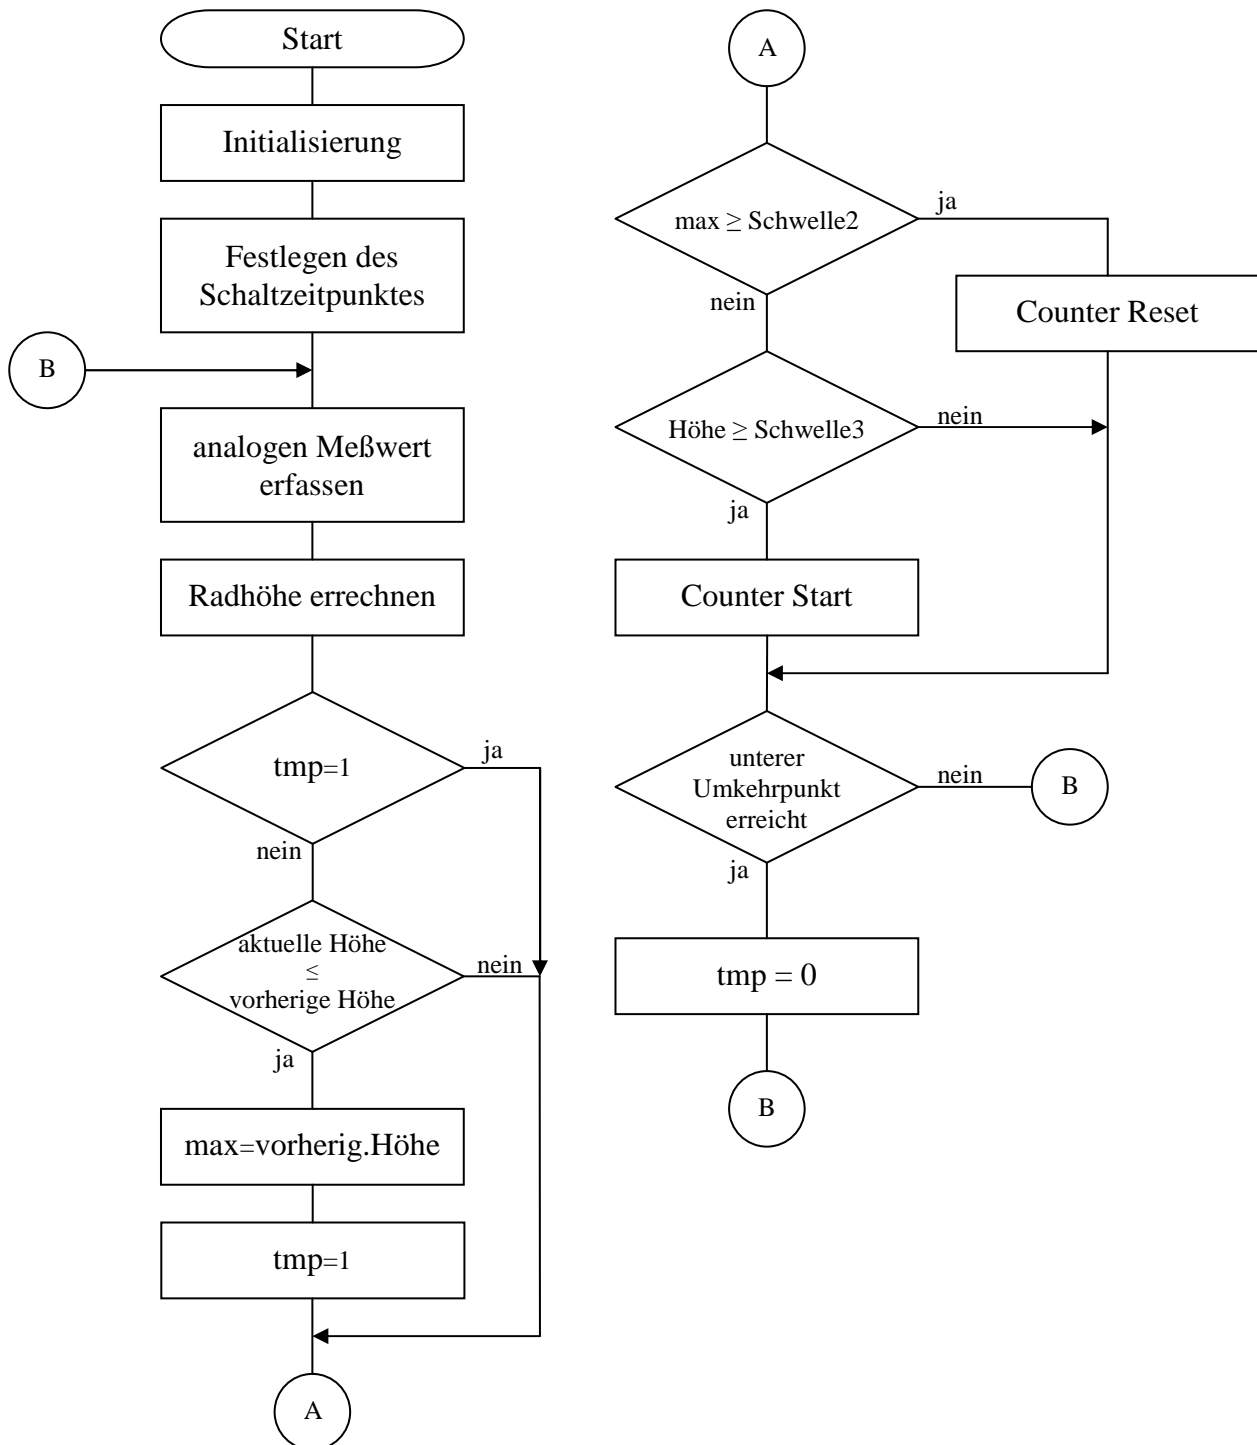 Start
Initialisierung
Festlegen des
Schaltzeitpunktes
B
analogen Meßwert
erfassen
Radhöhe errechnen
tmp=1
ja
nein
aktuelle Höhe
≤
vorherige Höhe
nein
ja
max=vorherig.Höhe
tmp=1
A
A
max ≥ Schwelle2
ja
nein
Counter Reset
Höhe ≥ Schwelle3
nein
ja
Counter Start
unterer
Umkehrpunkt
erreicht
nein
B
ja
tmp = 0
B